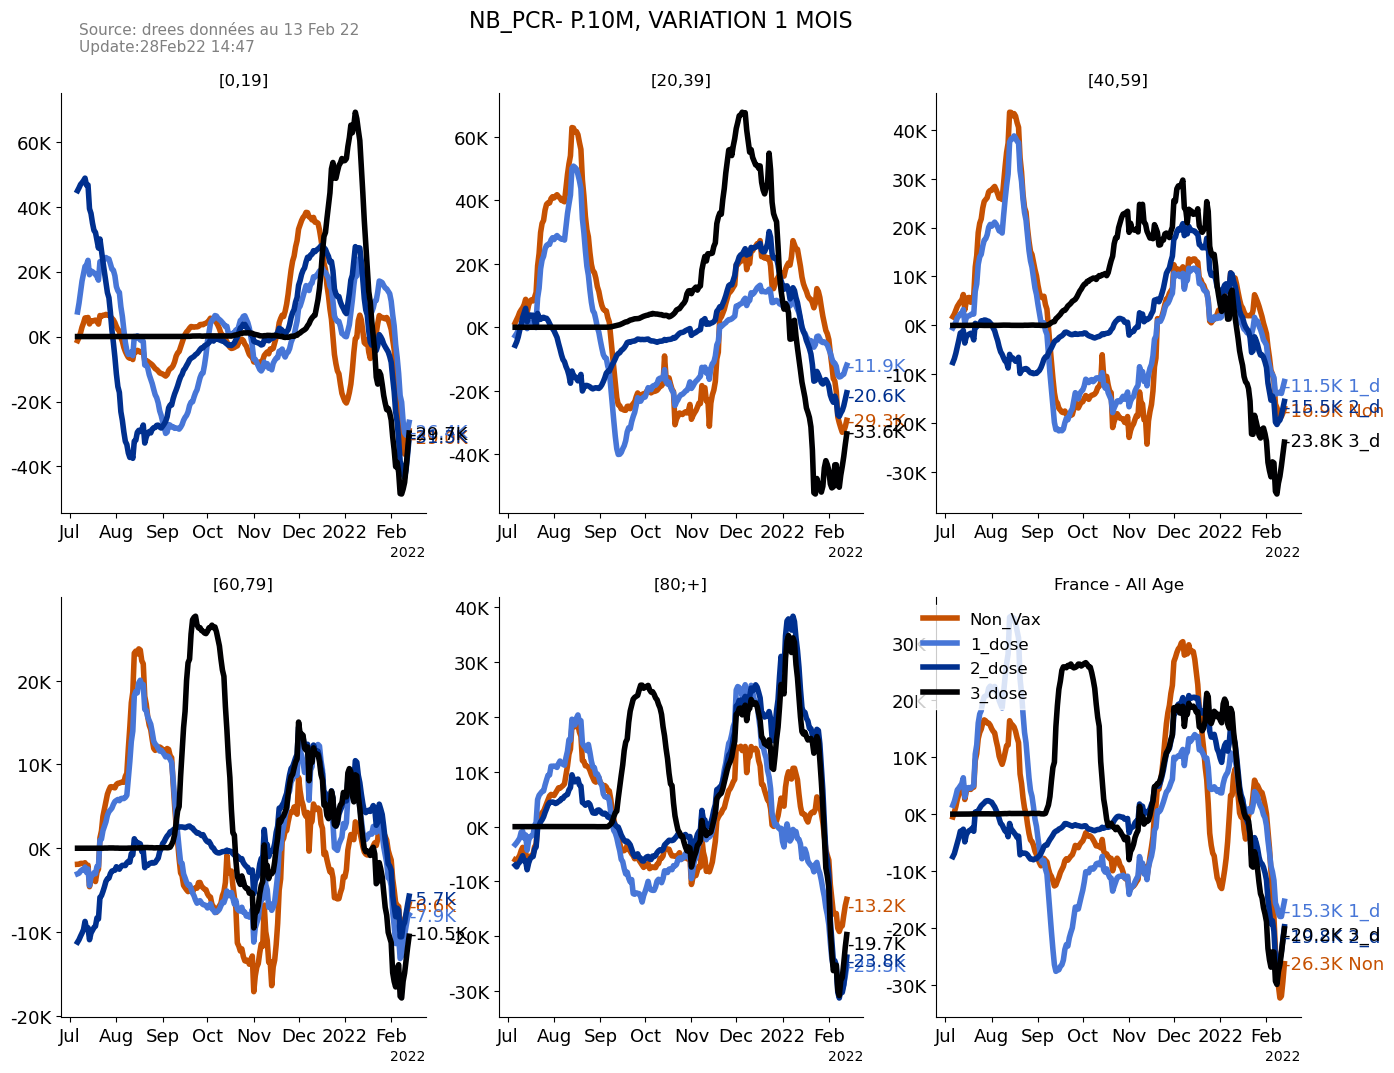 NB_PCR- P.10M, VARIATION 1 MOIS
Source: drees données au 13 Feb 22
Update:28Feb22 14:47
[0,19]
60K
40K
20K
0K
-20K
-40K
Jul Aug Sep Oct Nov Dec 2022 Feb
2022
[20,39]
60K
40K
20K
0K
-20K
-40K
-11.9K
-20.6K
-29.3K
-33.6K
Jul Aug Sep Oct Nov Dec 2022 Feb
2022
[40,59]
40K
30K
20K
10K
0K
-10K
-20K
-30K
-11.5K 1_d
-15.5K 2_d
-23.8K 3_d
Jul Aug Sep Oct Nov Dec 2022 Feb
2022
[60,79]
20K
10K
0K
-10K
-20K
-5.7K
-7.9K
-10.5K
Jul Aug Sep Oct Nov Dec 2022 Feb
2022
[80;+]
40K
30K
20K
10K
0K
-10K
-20K
-30K
-13.2K
-19.7K
-23.8K
Jul Aug Sep Oct Nov Dec 2022 Feb
2022
France - All Age
Non_Vax
1_dose
2_dose
3_dose
30K
20K
10K
0K
-10K
-20K
-30K
-15.3K 1_d
-20.2K 3_d
-26.3K Non
Jul Aug Sep Oct Nov Dec 2022 Feb
2022